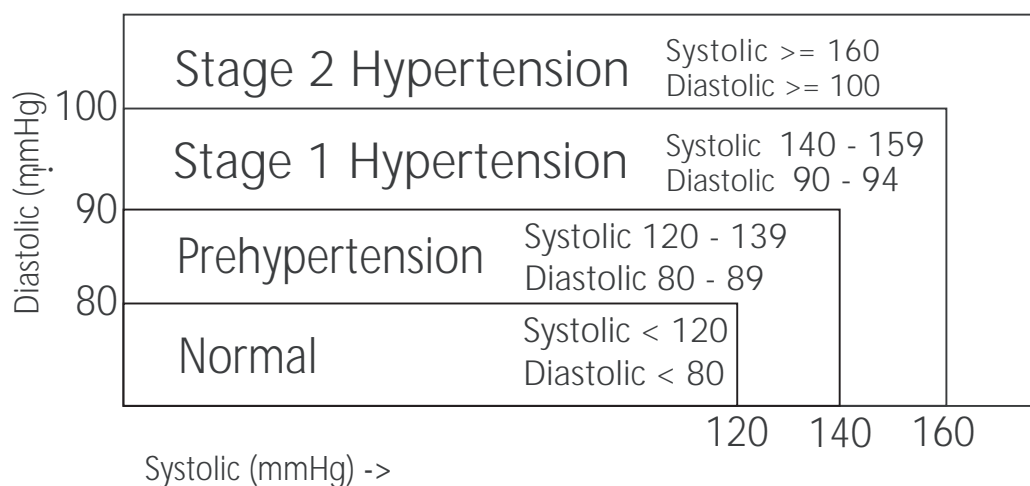 Stage 2 Hypertension
Systolic >= 160
Diastolic >= 100
100
Stage 1 Hypertension
Systolic 140 - 159
Diastolic 90 - 94
90
Prehypertension
Systolic 120 - 139
Diastolic 80 - 89
80
Normal
Systolic < 120
Diastolic < 80
120 140 160
Systolic (mmHg) ->
Diastolic (mmHg)